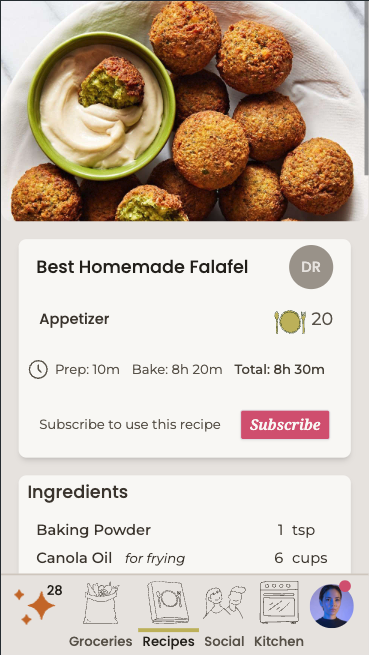 Best Homemade Falafel
DR
Appetizer
20
Prep: 10m Bake: 8h 20m Total: 8h 30m
Subscribe to use this recipe Subscribe
Ingredients
Baking Powder 1 tsp
Canola Oil for frying 6 cups
28
Groceries Recipes Social Kitchen